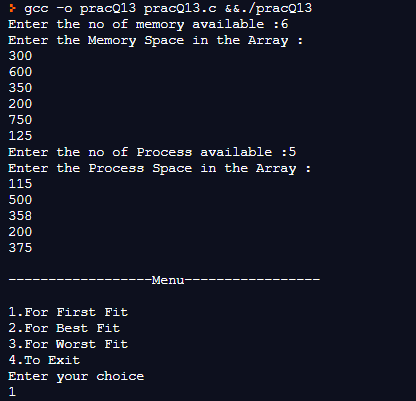 gcc -o pracQ13 pracQ13.c &&./pracQ13
Enter the no of memory available :6
Enter the Memory Space in the Array :
300
600
350
200
750
125
Enter the no of Process available :5
Enter the Process Space in the Array :
115
500
358
200
375
------------------Menu-----------------
1.For First Fit
2.For Best Fit
3.For Worst Fit
4.To Exit
Enter your choice
1